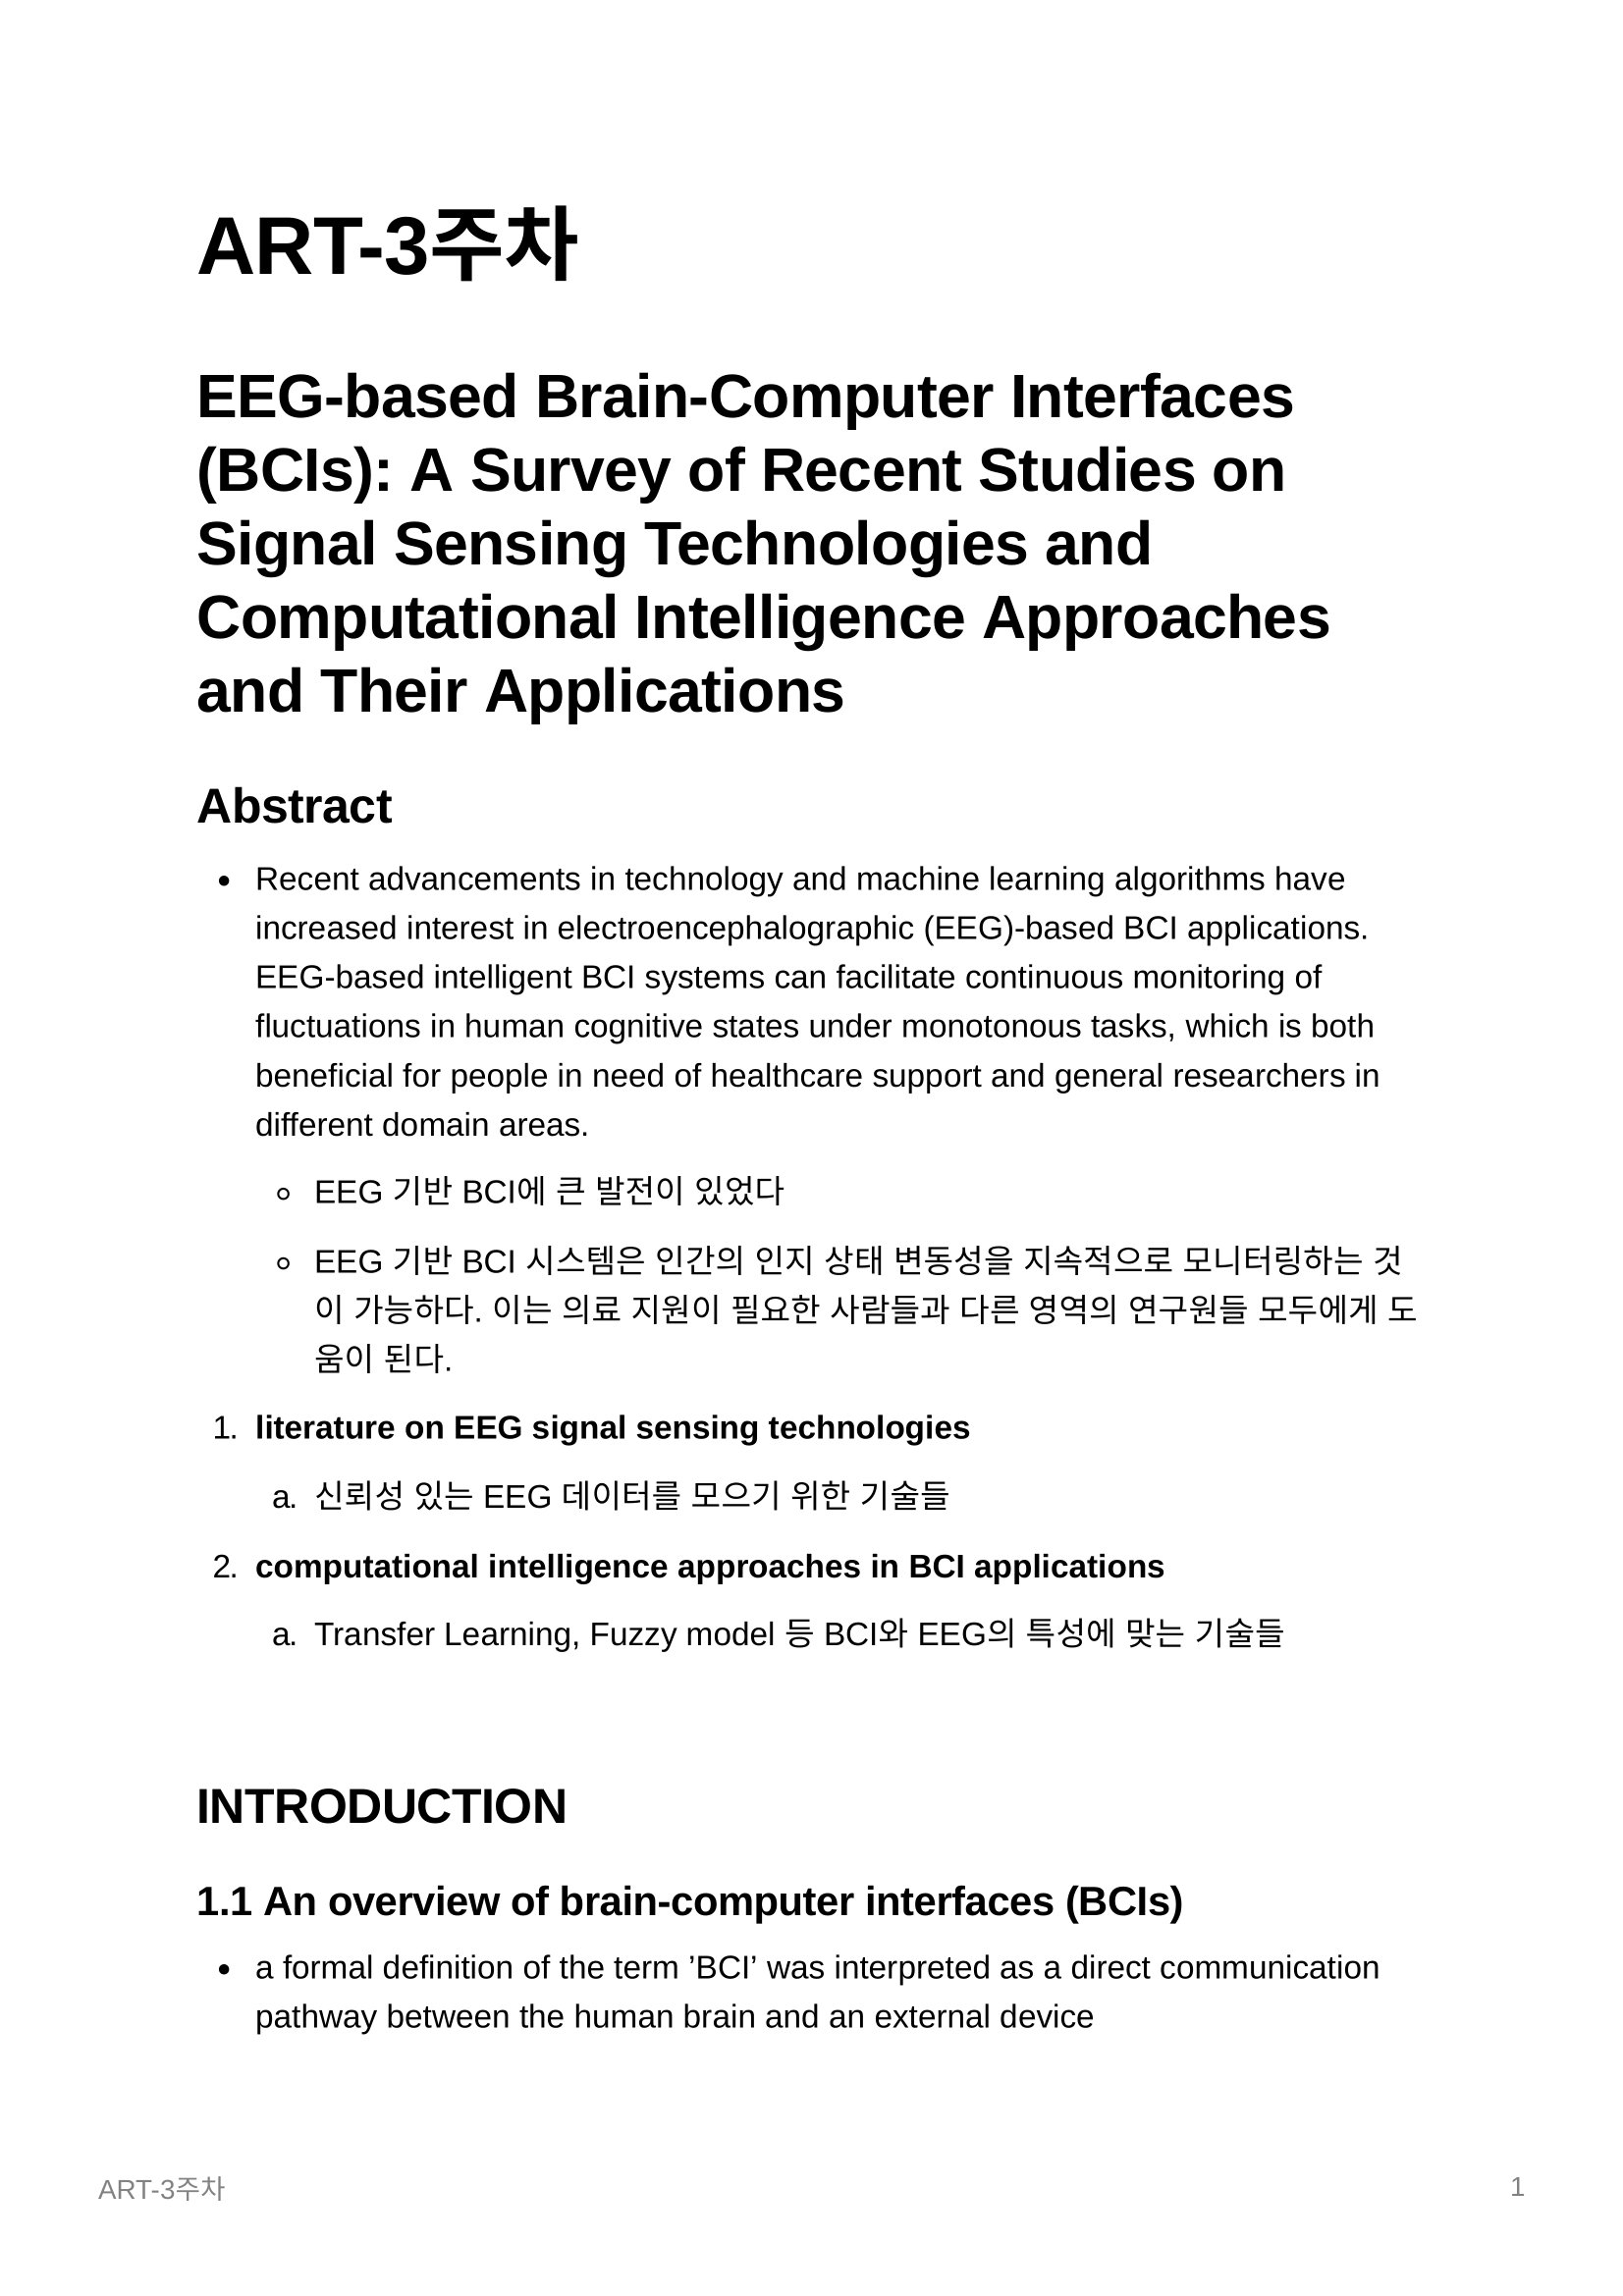 ART-3주차
EEG-based Brain-Computer Interfaces
(BCIs): A Survey of Recent Studies on
Signal Sensing Technologies and
Computational Intelligence Approaches
and Their Applications
Abstract
• Recent advancements in technology and machine learning algorithms have
increased interest in electroencephalographic (EEG)-based BCI applications.
EEG-based intelligent BCI systems can facilitate continuous monitoring of
fluctuations in human cognitive states under monotonous tasks, which is both
beneficial for people in need of healthcare support and general researchers in
different domain areas.
◦ EEG 기반 BCI에 큰 발전이 있었다
◦ EEG 기반 BCI 시스템은 인간의 인지 상태 변동성을 지속적으로 모니터링하는 것
이 가능하다. 이는 의료 지원이 필요한 사람들과 다른 영역의 연구원들 모두에게 도
움이 된다.
1. literature on EEG signal sensing technologies
a. 신뢰성 있는 EEG 데이터를 모으기 위한 기술들
2. computational intelligence approaches in BCI applications
a. Transfer Learning, Fuzzy model 등 BCI와 EEG의 특성에 맞는 기술들
INTRODUCTION
1.1 An overview of brain-computer interfaces (BCIs)
• a formal definition of the term ’BCI’ was interpreted as a direct communication
pathway between the human brain and an external device
ART-3주차 1